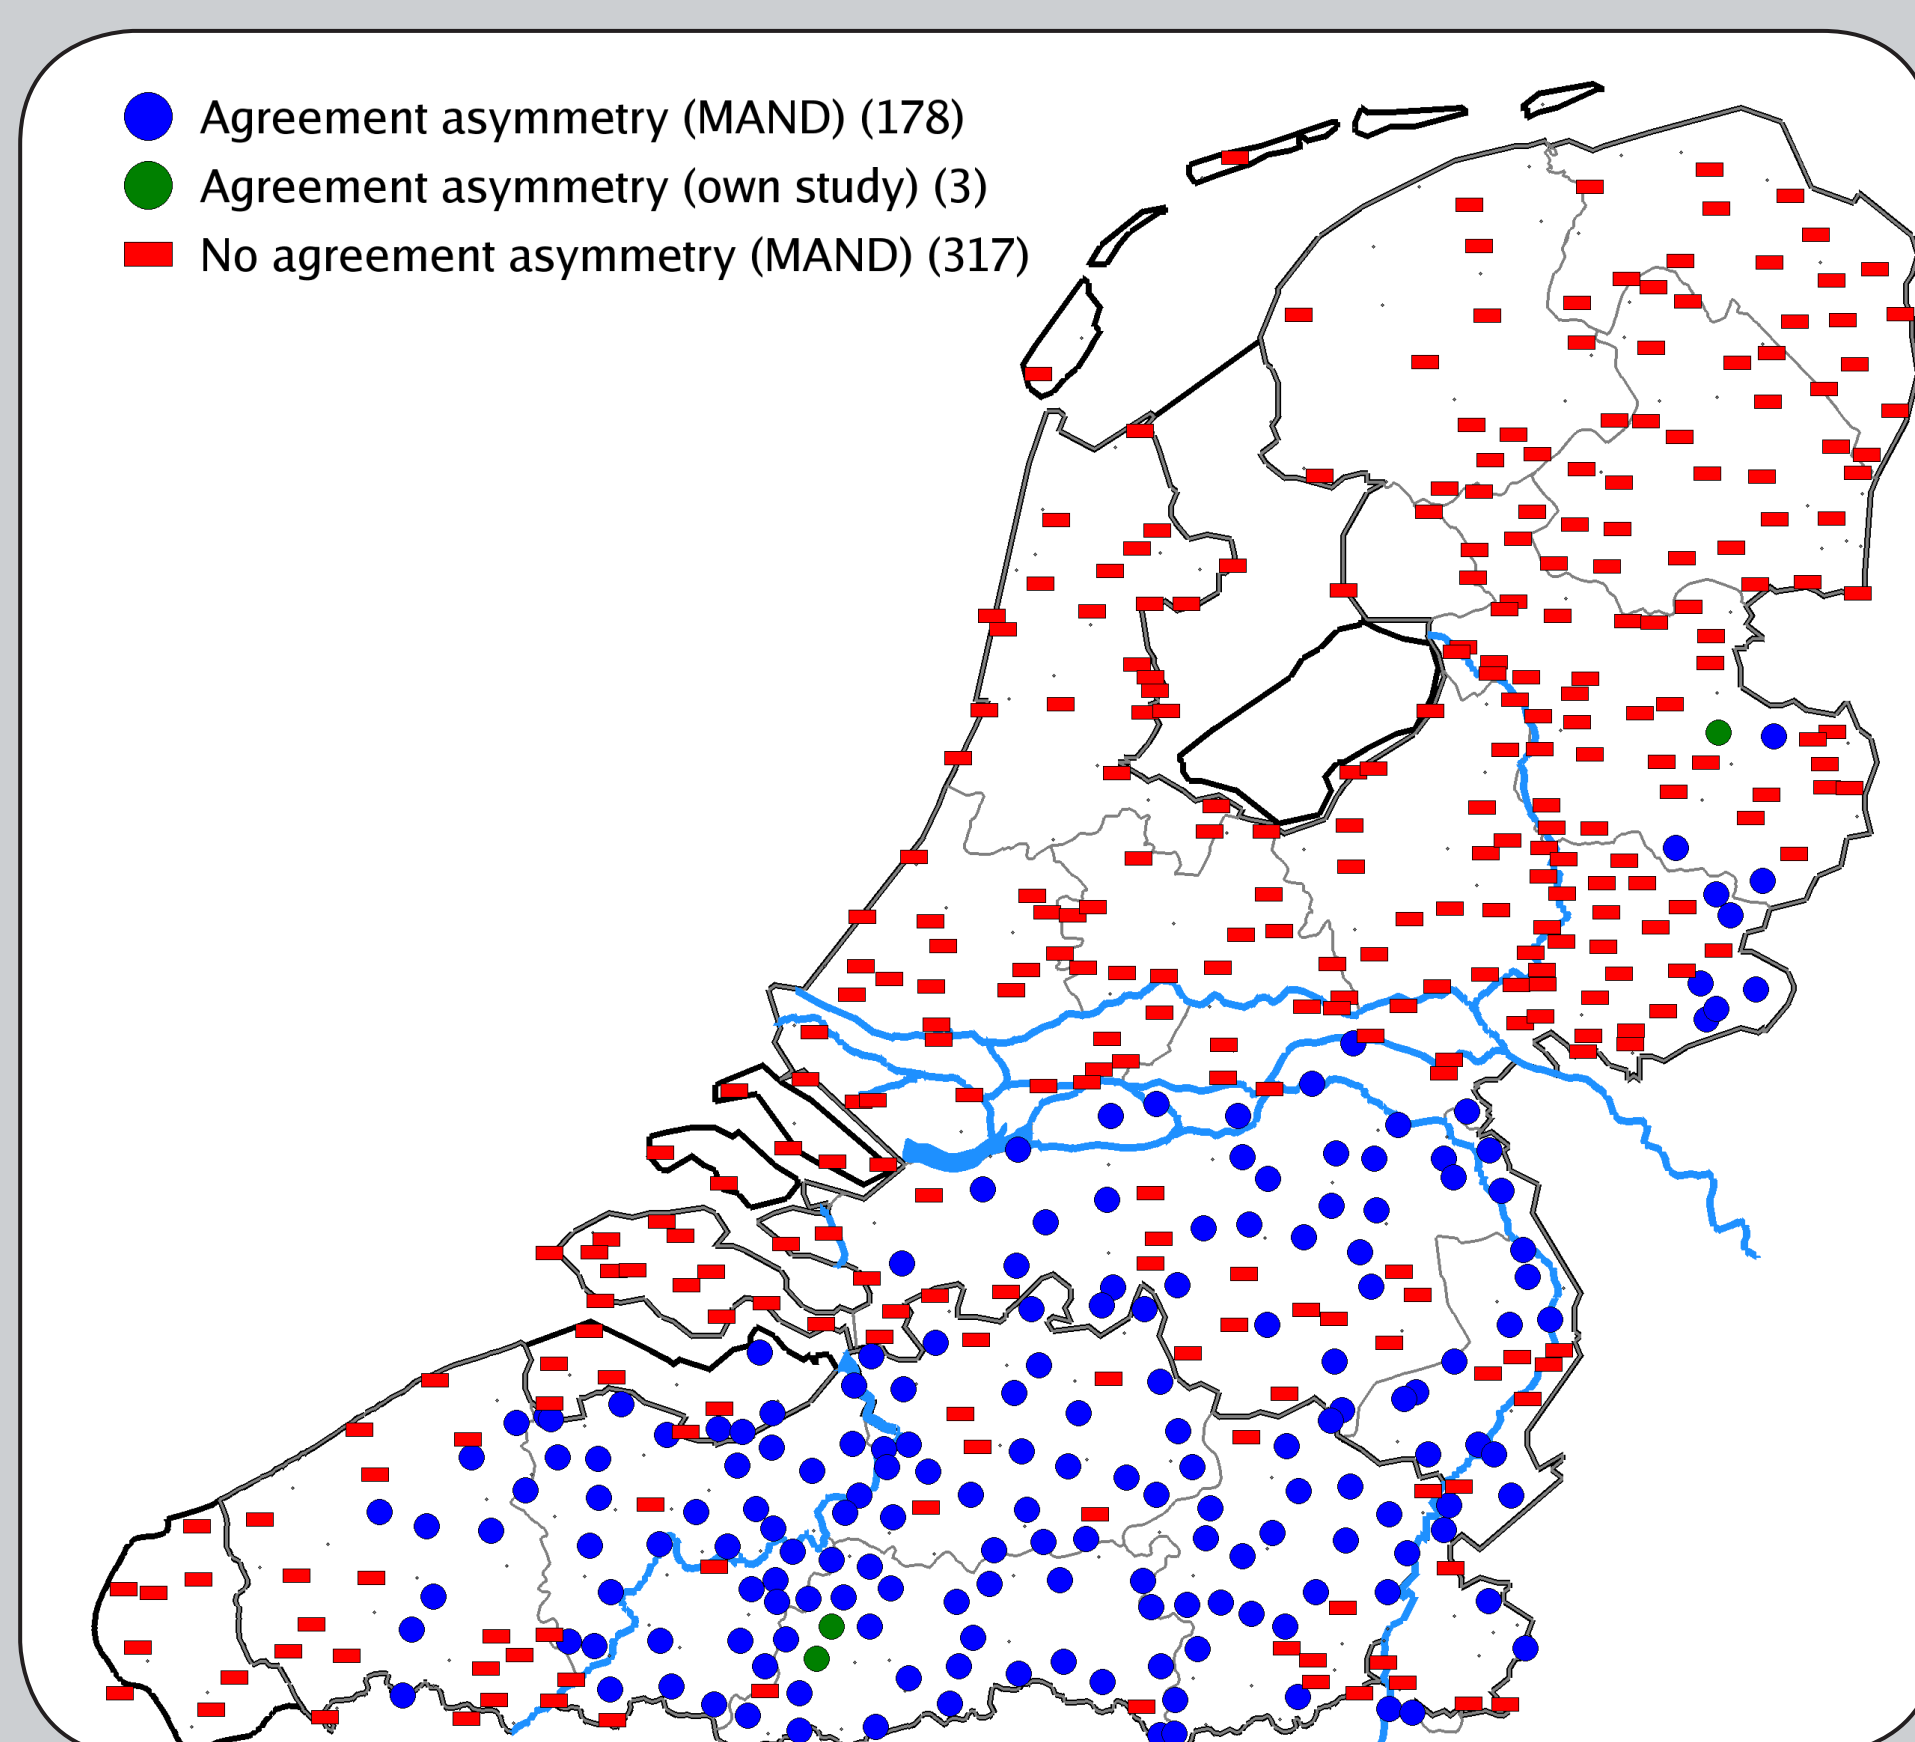 Agreement asymmetry (MAND) (178)
Agreement asymmetry (own study) (3)
No agreement asymmetry (MAND) (317)